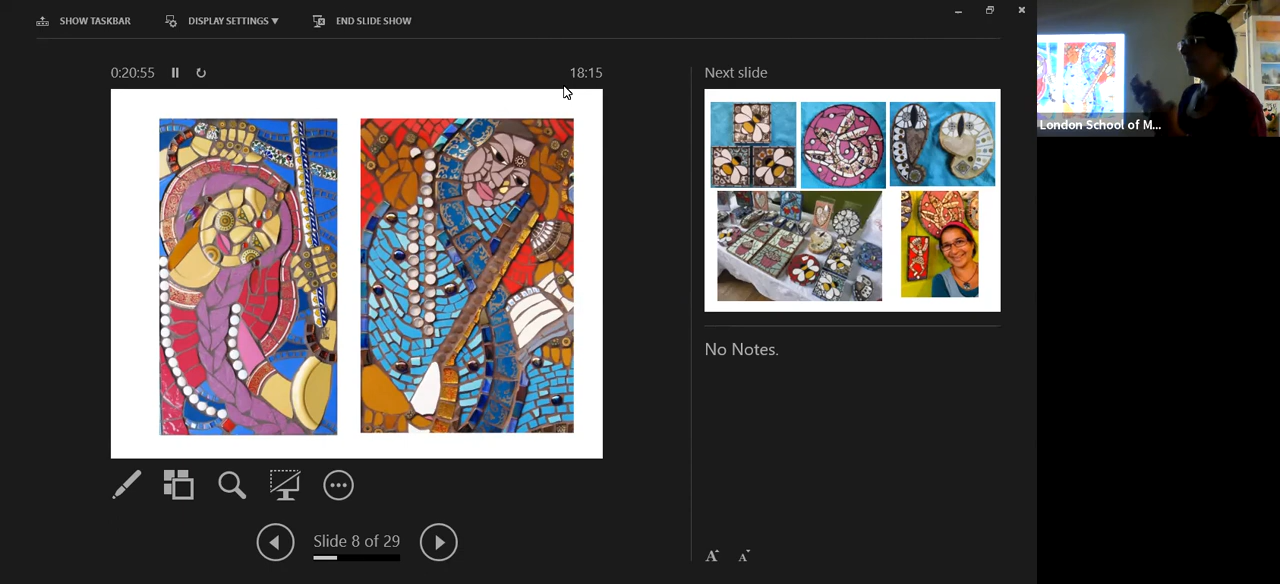 SHOW TASKBAR
DISPLAY SETTINGS ▼
END SLIDE SHOW
0:20:55
18:15
Next slide
London School of M...
No Notes.
Slide 8 of 29
A
A